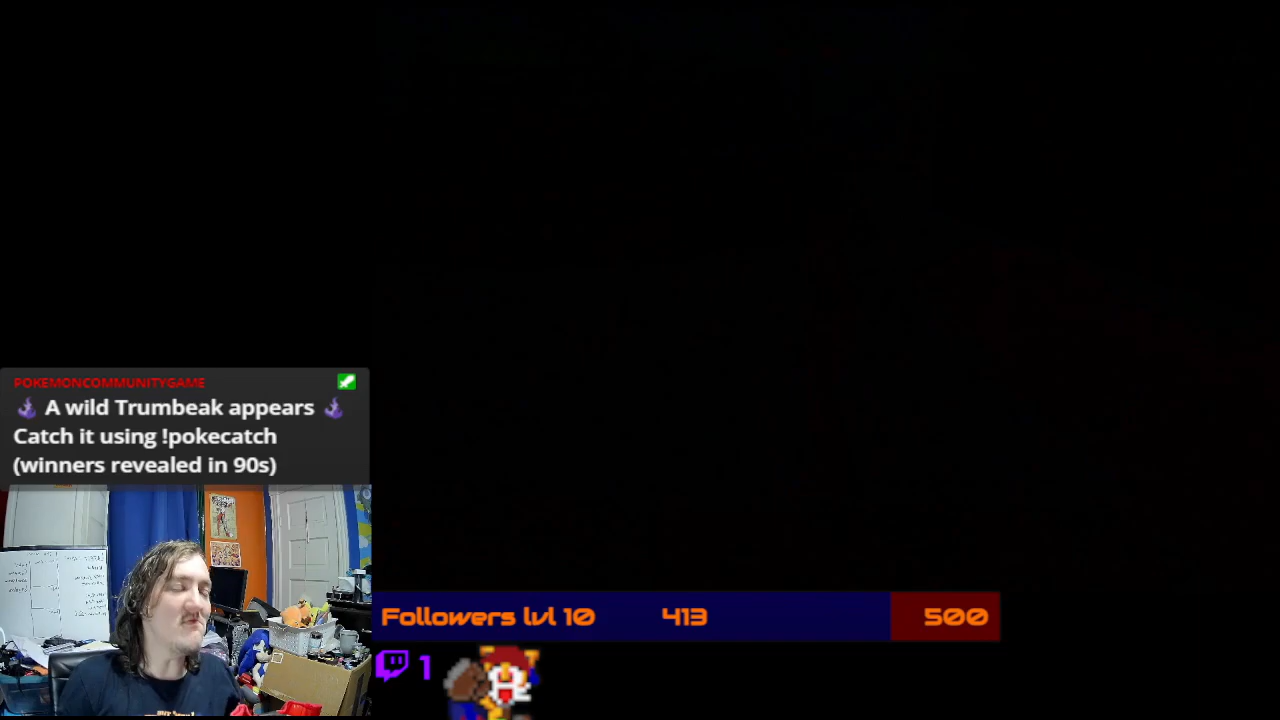 POKEMONCOMMUNITYGAME
A wild Trumbeak appears
Catch it using !pokecatch
(winners revealed in 90s)
Followers lvl 10 413 500
1